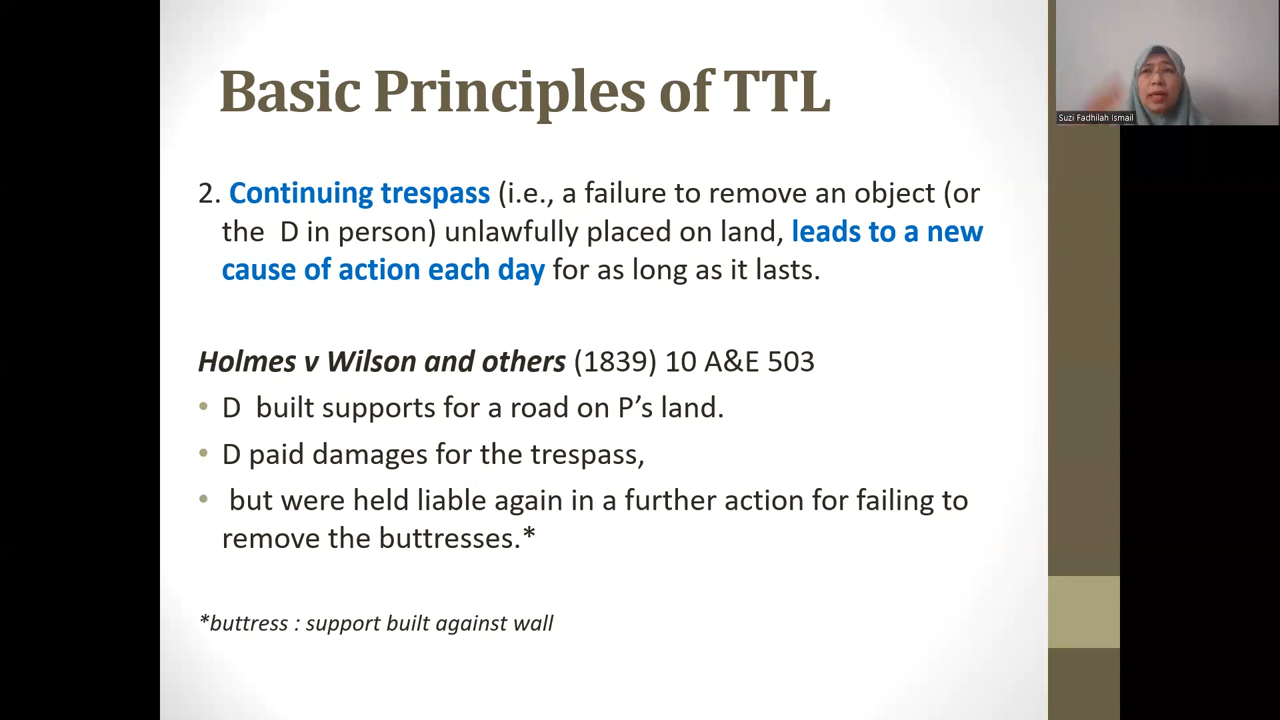 Basic Principles of TTL
Suzi Fadhilah Ismail
2. Continuing trespass (i.e., a failure to remove an object (or
the D in person) unlawfully placed on land, leads to a new
cause of action each day for as long as it lasts.
Holmes v Wilson and others (1839) 10 A&E 503
• D built supports for a road on P’s land.
• D paid damages for the trespass,
• but were held liable again in a further action for failing to
remove the buttresses.*
*buttress : support built against wall